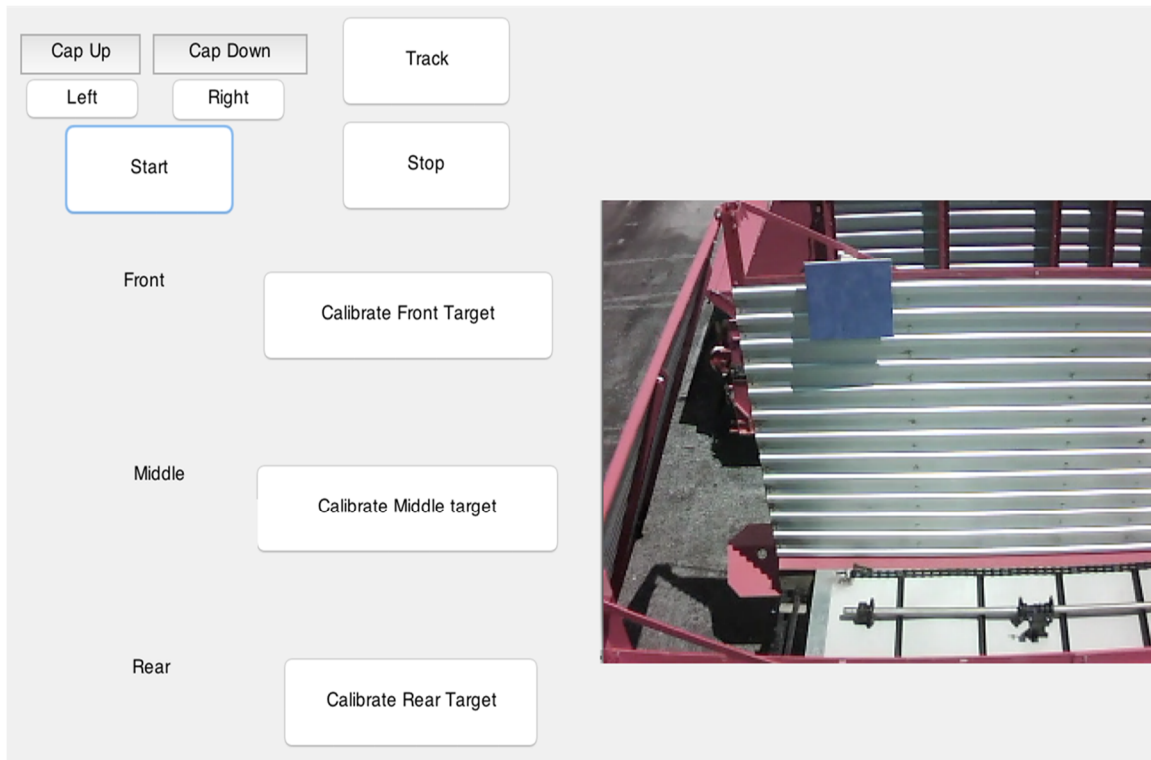 Cap Up
Cap Down
Track
Left
Right
Start
Stop
Front
Calibrate Front Target
Middle
Calibrate Middle target
Rear
Calibrate Rear Target